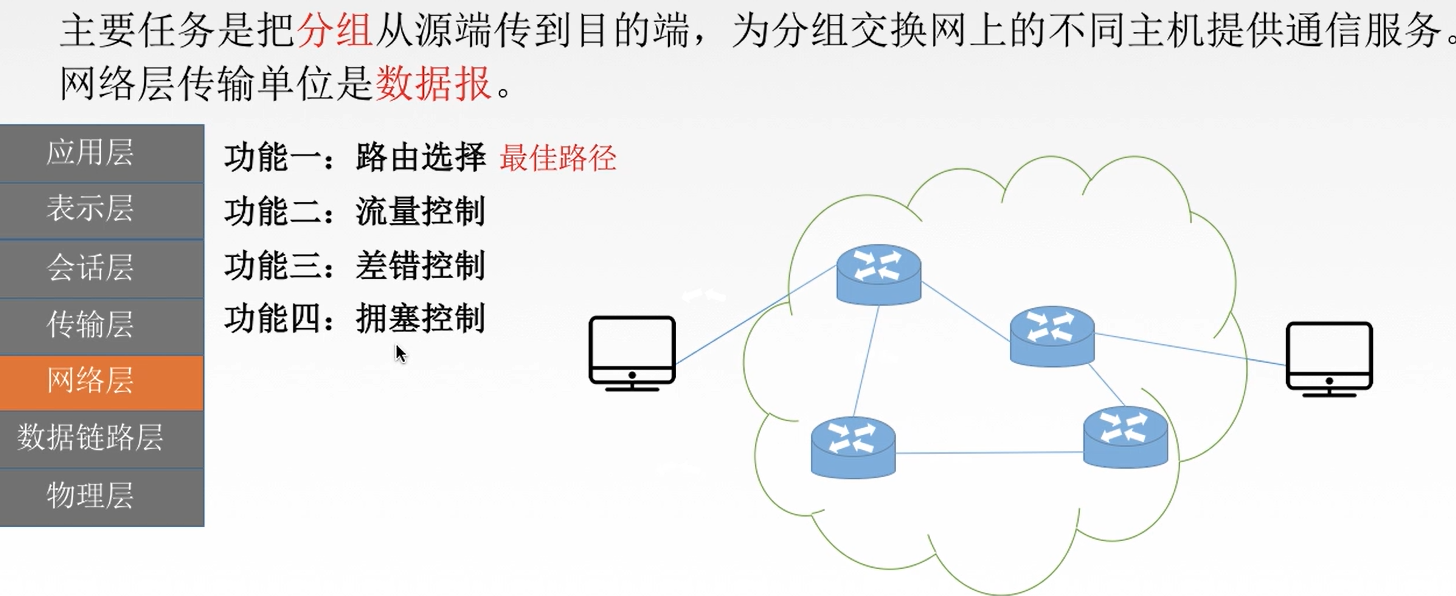 主要任务是把分组从源端传到目的端，为分组交换网上的不同主机提供通信服务。
网络层传输单位是数据报。
应用层
表示层
会话层
传输层
网络层
数据链路层
物理层
功能一：路由选择 最佳路径
功能二：流量控制
功能三：差错控制
功能四：拥塞控制